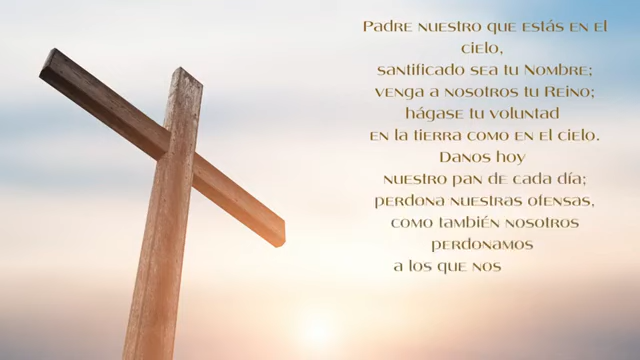 Padre nuestro que estás en el
cielo,
santificado sea tu Nombre;
venga a nosotros tu Reino;
hágase tu voluntad
en la tierra como en el cielo.
Danos hoy
nuestro pan de cada día;
perdona nuestras ofensas,
como también nosotros
perdonamos
a los que nos